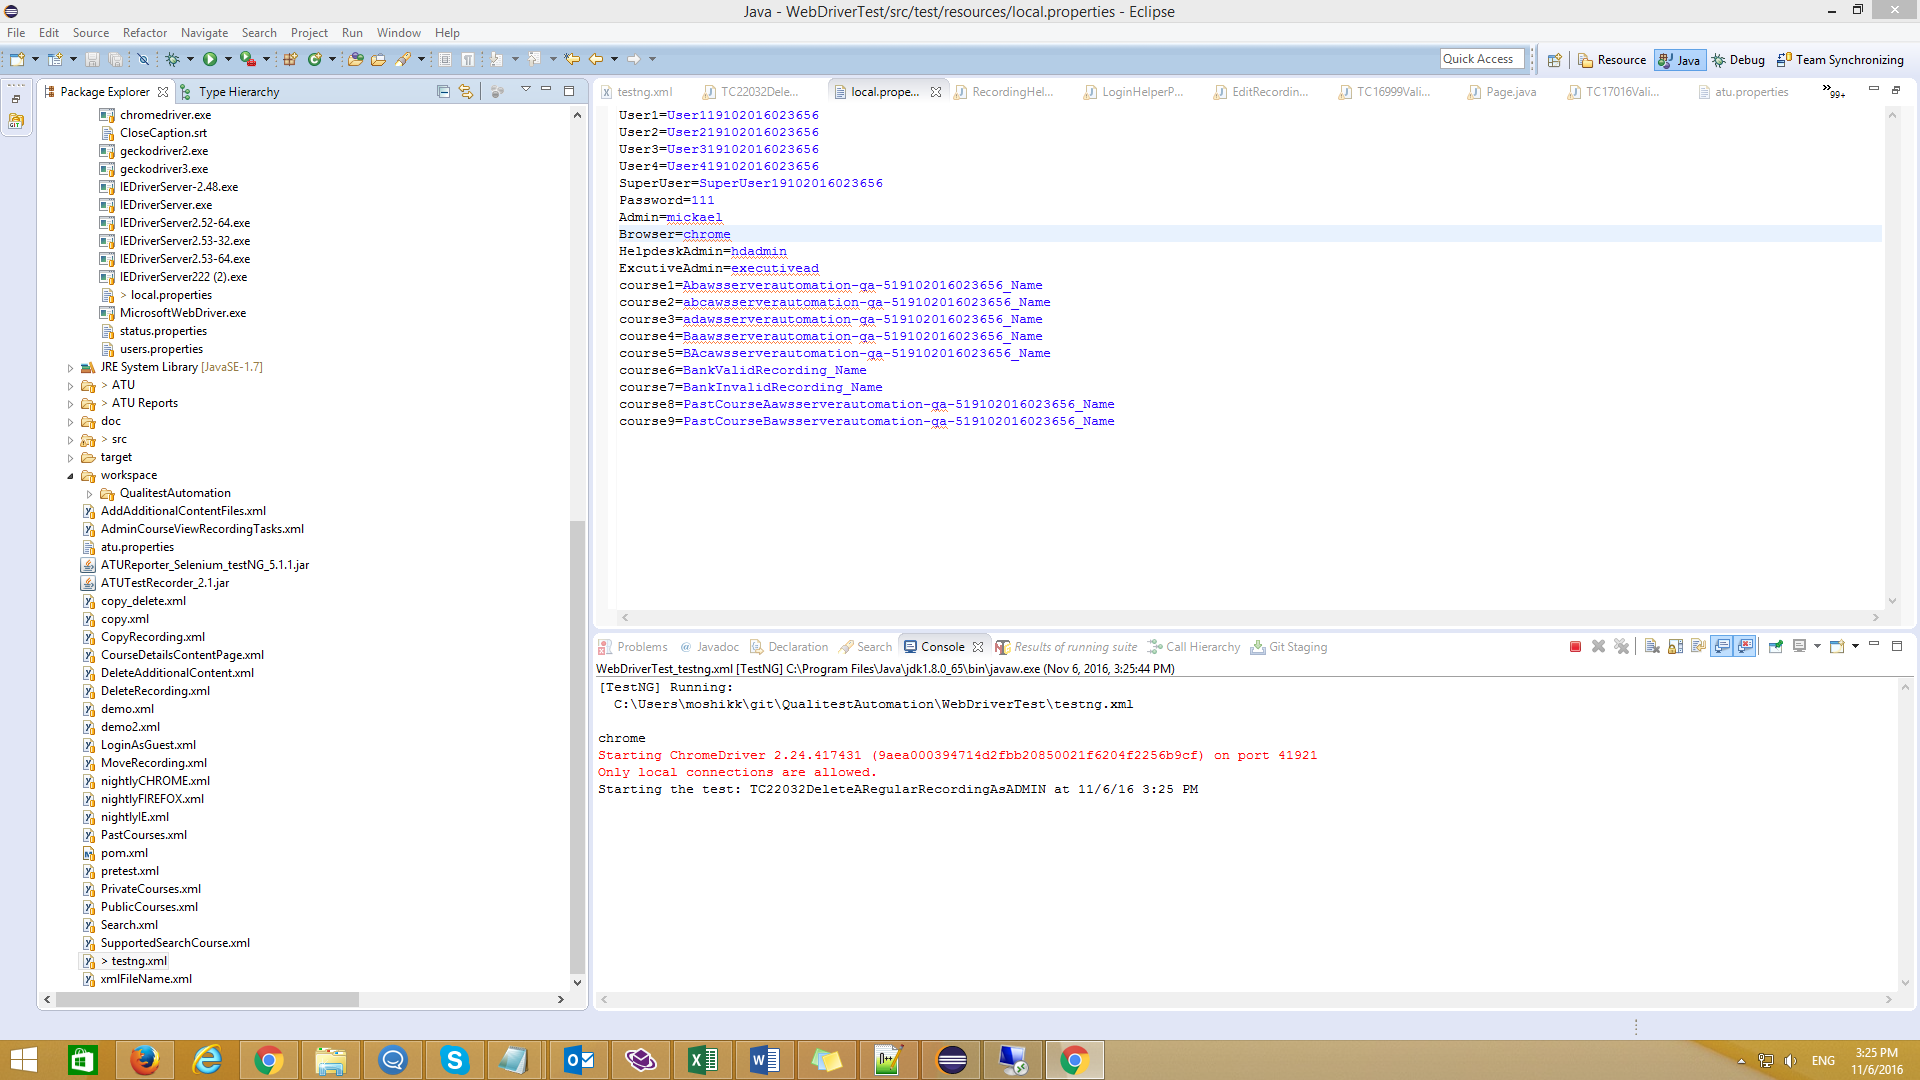 Java - WebDriverTest/src/test/resources/local.properties - Eclipse
File Edit Source Refactor Navigate Search Project Run Window Help
Quick Access Resource Java Debug Team Synchronizing
Package Explorer Type Hierarchy
chromedriver.exe
CloseCaption.srt
geckodriver2.exe
geckodriver3.exe
IEDriverServer-2.48.exe
IEDriverServer.exe
IEDriverServer2.52-64.exe
IEDriverServer2.53-32.exe
IEDriverServer2.53-64.exe
IEDriverServer222 (2).exe
> local.properties
MicrosoftWebDriver.exe
status.properties
users.properties
JRE System Library [JavaSE-1.7]
> ATU
> ATU Reports
doc
> src
target
workspace
QualitestAutomation
AddAdditionalContentFiles.xml
AdminCourseViewRecordingTasks.xml
atu.properties
ATUReporter_Selenium_testNG_5.1.1.jar
ATUTestRecorder_2.1.jar
copy_delete.xml
copy.xml
CopyRecording.xml
CourseDetailsContentPage.xml
DeleteAdditionalContent.xml
DeleteRecording.xml
demo.xml
demo2.xml
LoginAsGuest.xml
MoveRecording.xml
nightlyCHROME.xml
nightlyFIREFOX.xml
nightlyIE.xml
PastCourses.xml
pom.xml
pretest.xml
PrivateCourses.xml
PublicCourses.xml
Search.xml
SupportedSearchCourse.xml
> testng.xml
xmlFileName.xml
testng.xml TC22032Dele... local.prope... RecordingHel... LoginHelperP... EditRecordin... TC16999Vali... Page.java TC17016Vali... atu.properties »99+
User1=User119102016023656
User2=User219102016023656
User3=User319102016023656
User4=User419102016023656
SuperUser=SuperUser19102016023656
Password=111
Admin=mickael
Browser=chrome
HelpdeskAdmin=hdadmin
ExcutiveAdmin=executivead
course1=Abawsserverautomation-qa-519102016023656_Name
course2=abcawsserverautomation-qa-519102016023656_Name
course3=adawsserverautomation-qa-519102016023656_Name
course4=Baawsserverautomation-qa-519102016023656_Name
course5=BAcawsserverautomation-qa-519102016023656_Name
course6=BankValidRecording_Name
course7=BankInvalidRecording_Name
course8=PastCourseAawsserverautomation-qa-519102016023656_Name
course9=PastCourseBawsserverautomation-qa-519102016023656_Name
Problems Javadoc Declaration Search Console Results of running suite Call Hierarchy Git Staging
WebDriverTest_testng.xml [TestNG] C:\Program Files\Java\jdk1.8.0_65\bin\javaw.exe (Nov 6, 2016, 3:25:44 PM)
[TestNG] Running:
C:\Users\moshikk\git\QualitestAutomation\WebDriverTest\testng.xml
chrome
Starting ChromeDriver 2.24.417431 (9aea000394714d2fbb20850021f6204f2256b9cf) on port 41921
Only local connections are allowed.
Starting the test: TC22032DeleteARegularRecordingAsADMIN at 11/6/16 3:25 PM
ENG
3:25 PM
11/6/2016